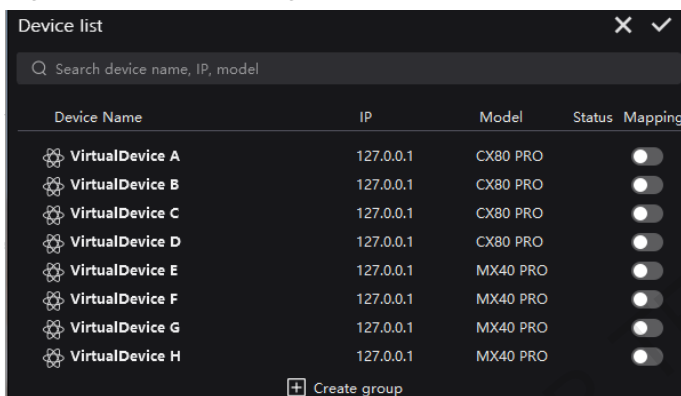 Device list
Search device name, IP, model
Device Name IP Model Status Mapping
VirtualDevice A 127.0.0.1 CX80 PRO
VirtualDevice B 127.0.0.1 CX80 PRO
VirtualDevice C 127.0.0.1 CX80 PRO
VirtualDevice D 127.0.0.1 CX80 PRO
VirtualDevice E 127.0.0.1 MX40 PRO
VirtualDevice F 127.0.0.1 MX40 PRO
VirtualDevice G 127.0.0.1 MX40 PRO
VirtualDevice H 127.0.0.1 MX40 PRO
Create group